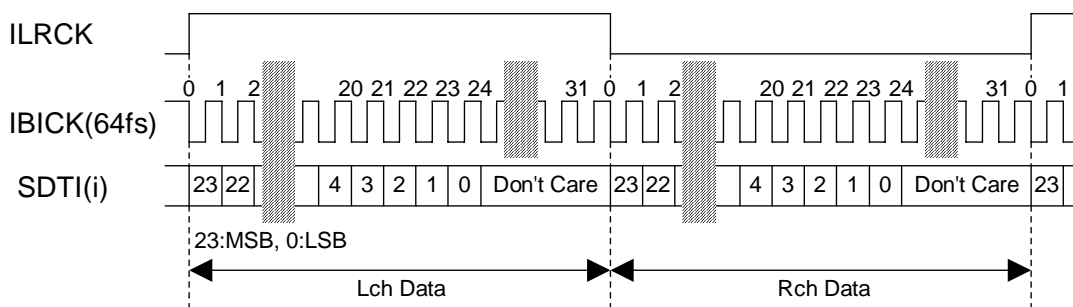 ILRCK
0 1 2 20 21 22 23 24 31 0 1 2 20 21 22 23 24 31 0 1
IBICK(64fs)
SDTI(i) 23 22 4 3 2 1 0 Don't Care 23 22 4 3 2 1 0 Don't Care 23
23:MSB, 0:LSB
Lch Data Rch Data